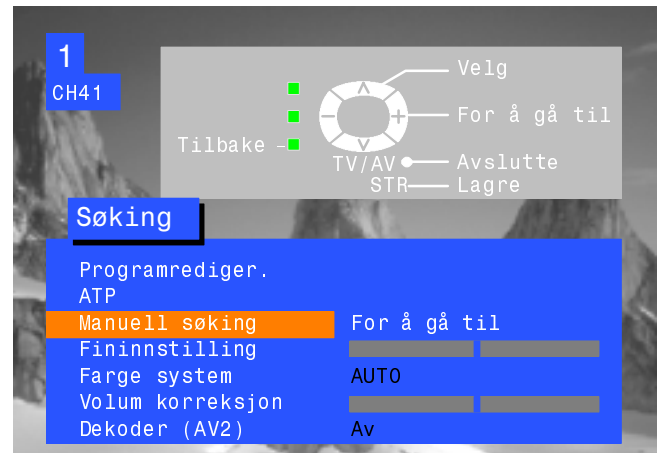 1
CH41
Velg
For å gå til
Tilbake
TV/AV Avslutte
STR Lagre
Søking
Programrediger.
ATP
Manuell søking For å gå til
Fininnstilling
Farge system AUTO
Volum korreksjon
Dekoder (AV2) Av